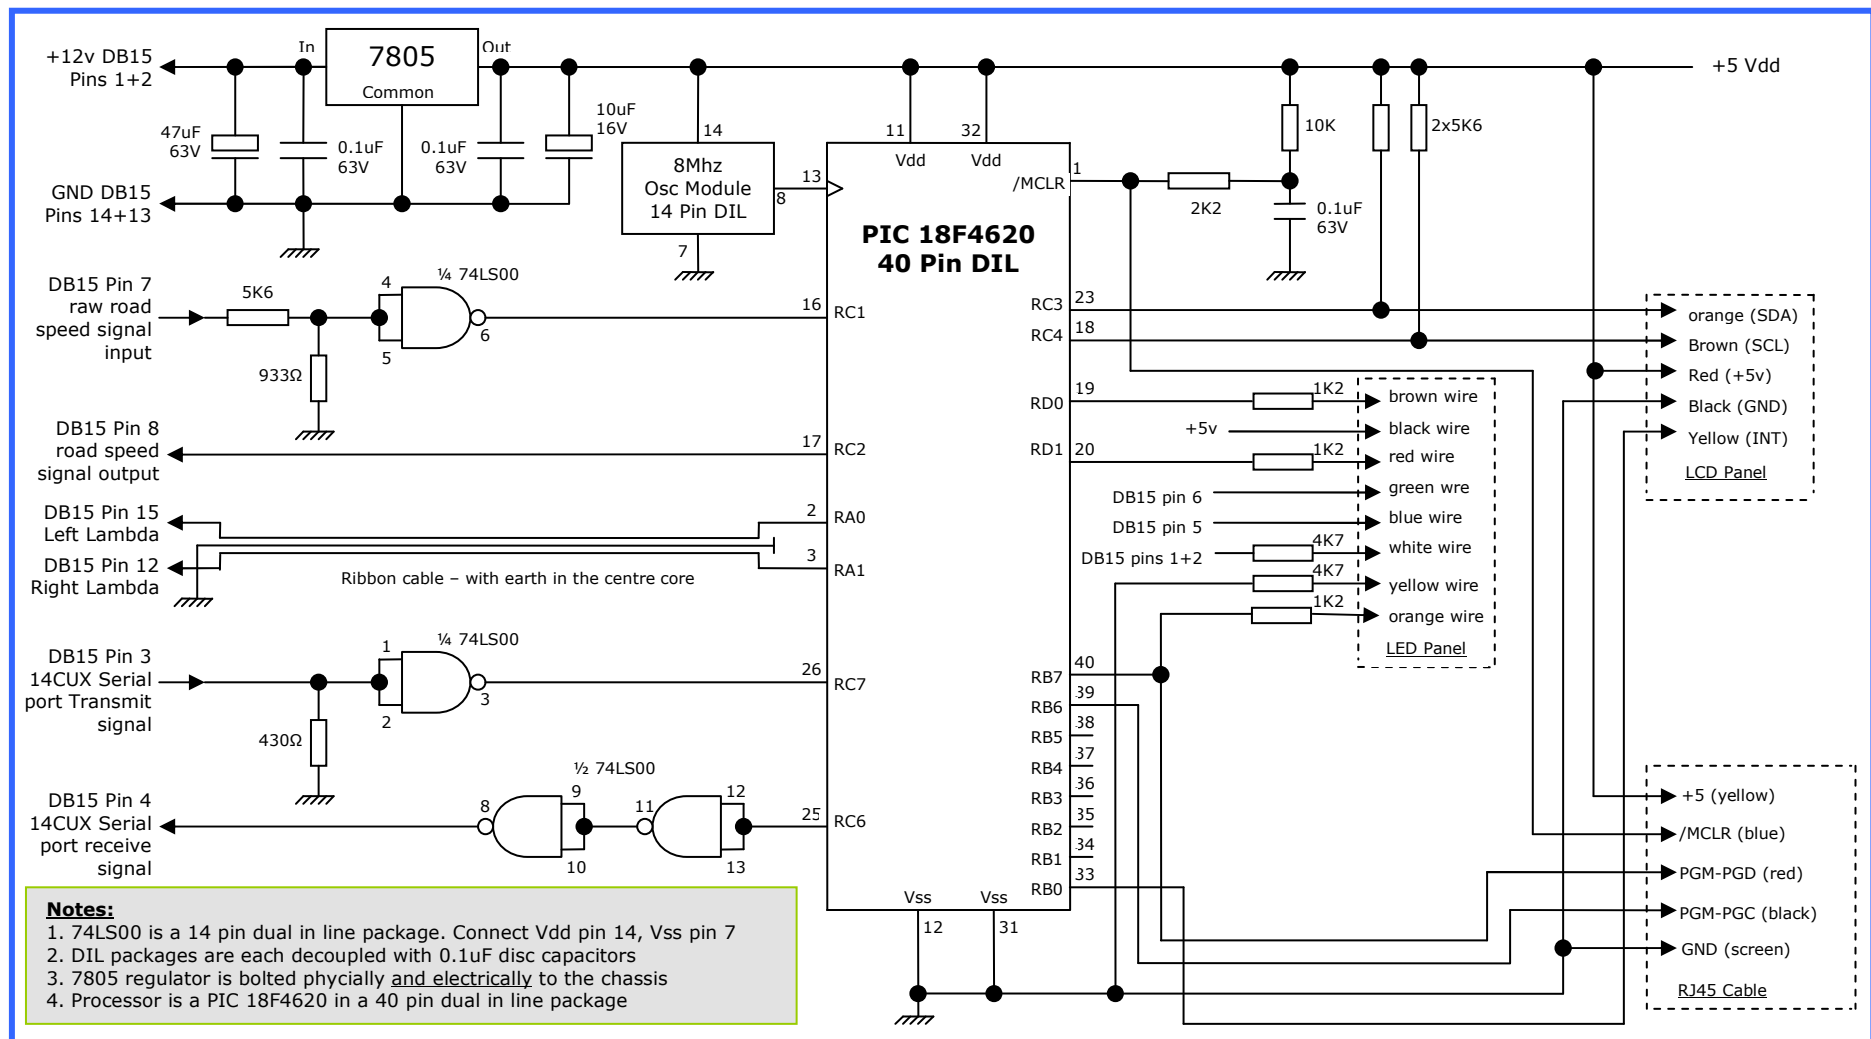 +12v DB15
Pins 1+2
In
7805
Common
Out
+5 Vdd
47uF
63V
0.1uF
63V
0.1uF
63V
10uF
16V
GND DB15
Pins 14+13
14
8Mhz
Osc Module
14 Pin DIL
8
7
13
11
Vdd
32
Vdd
/MCLR
1
2K2
10K
2x5K6
0.1uF
63V
PIC 18F4620
40 Pin DIL
DB15 Pin 7
raw road
speed signal
input
5K6
933Ω
¼ 74LS00
4
5
6
16
RC1
DB15 Pin 8
road speed
signal output
17
RC2
DB15 Pin 15
Left Lambda
2
RA0
DB15 Pin 12
Right Lambda
3
RA1
Ribbon cable – with earth in the centre core
DB15 Pin 3
14CUX Serial
port Transmit
signal
430Ω
¼ 74LS00
1
2
3
26
RC7
DB15 Pin 4
14CUX Serial
port receive
signal
½ 74LS00
8
9
10
11
12
13
25
RC6
RC3
23
RC4
18
RD0
19
RD1
20
RB7
40
RB6
39
RB5
38
RB4
37
RB3
36
RB2
35
RB1
34
RB0
33
Vss
12
Vss
31
1K2
brown wire
+5v
black wire
1K2
red wire
DB15 pin 6
green wre
DB15 pin 5
blue wire
DB15 pins 1+2
4K7
white wire
4K7
yellow wire
1K2
orange wire
LED Panel
orange (SDA)
Brown (SCL)
Red (+5v)
Black (GND)
Yellow (INT)
LCD Panel
+5 (yellow)
/MCLR (blue)
PGM-PGD (red)
PGM-PGC (black)
GND (screen)
RJ45 Cable
Notes:
1. 74LS00 is a 14 pin dual in line package. Connect Vdd pin 14, Vss pin 7
2. DIL packages are each decoupled with 0.1uF disc capacitors
3. 7805 regulator is bolted phycially and electrically to the chassis
4. Processor is a PIC 18F4620 in a 40 pin dual in line package